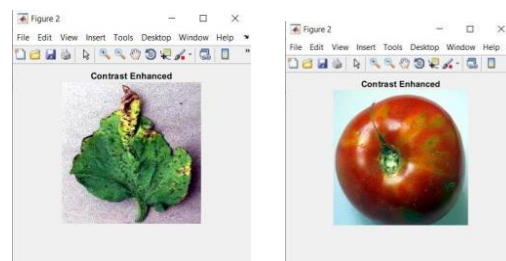 Figure 2
File Edit View Insert Tools Desktop Window Help
Contrast Enhanced
Figure 2
File Edit View Insert Tools Desktop Window Help
Contrast Enhanced